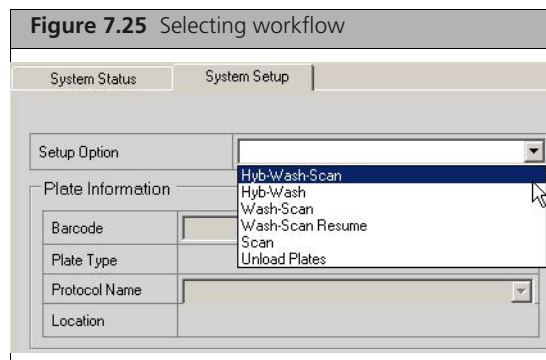 Figure 7.25 Selecting workflow
System Status System Setup
Setup Option
Hyb-Wash-Scan
Hyb-Wash
Wash-Scan
Wash-Scan Resume
Scan
Unload Plates
Plate Information
Barcode
Plate Type
Protocol Name
Location